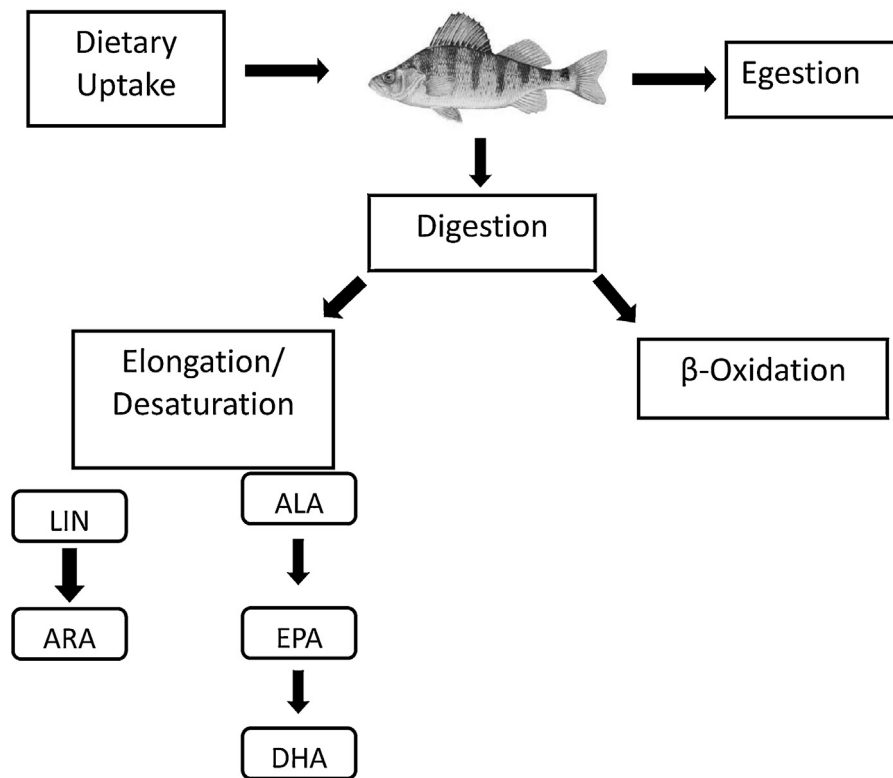 Dietary
Uptake
Egestion
Digestion
Elongation/
Desaturation
β-Oxidation
LIN
ALA
ARA
EPA
DHA